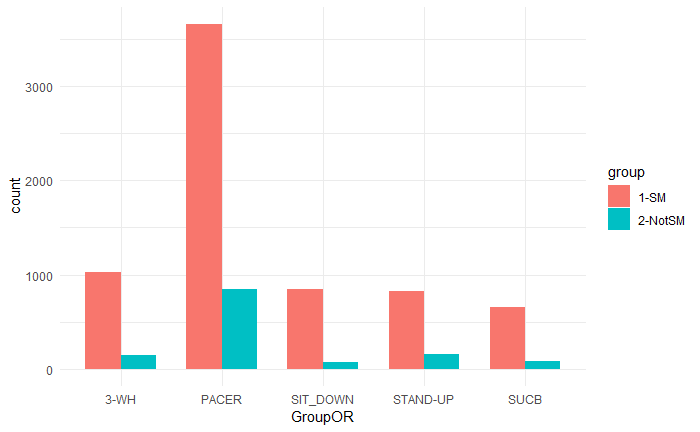 3000
2000
1000
0
count
3-WH PACER SIT_DOWN STAND-UP SUCB
GroupOR
group
1-SM
2-NotSM